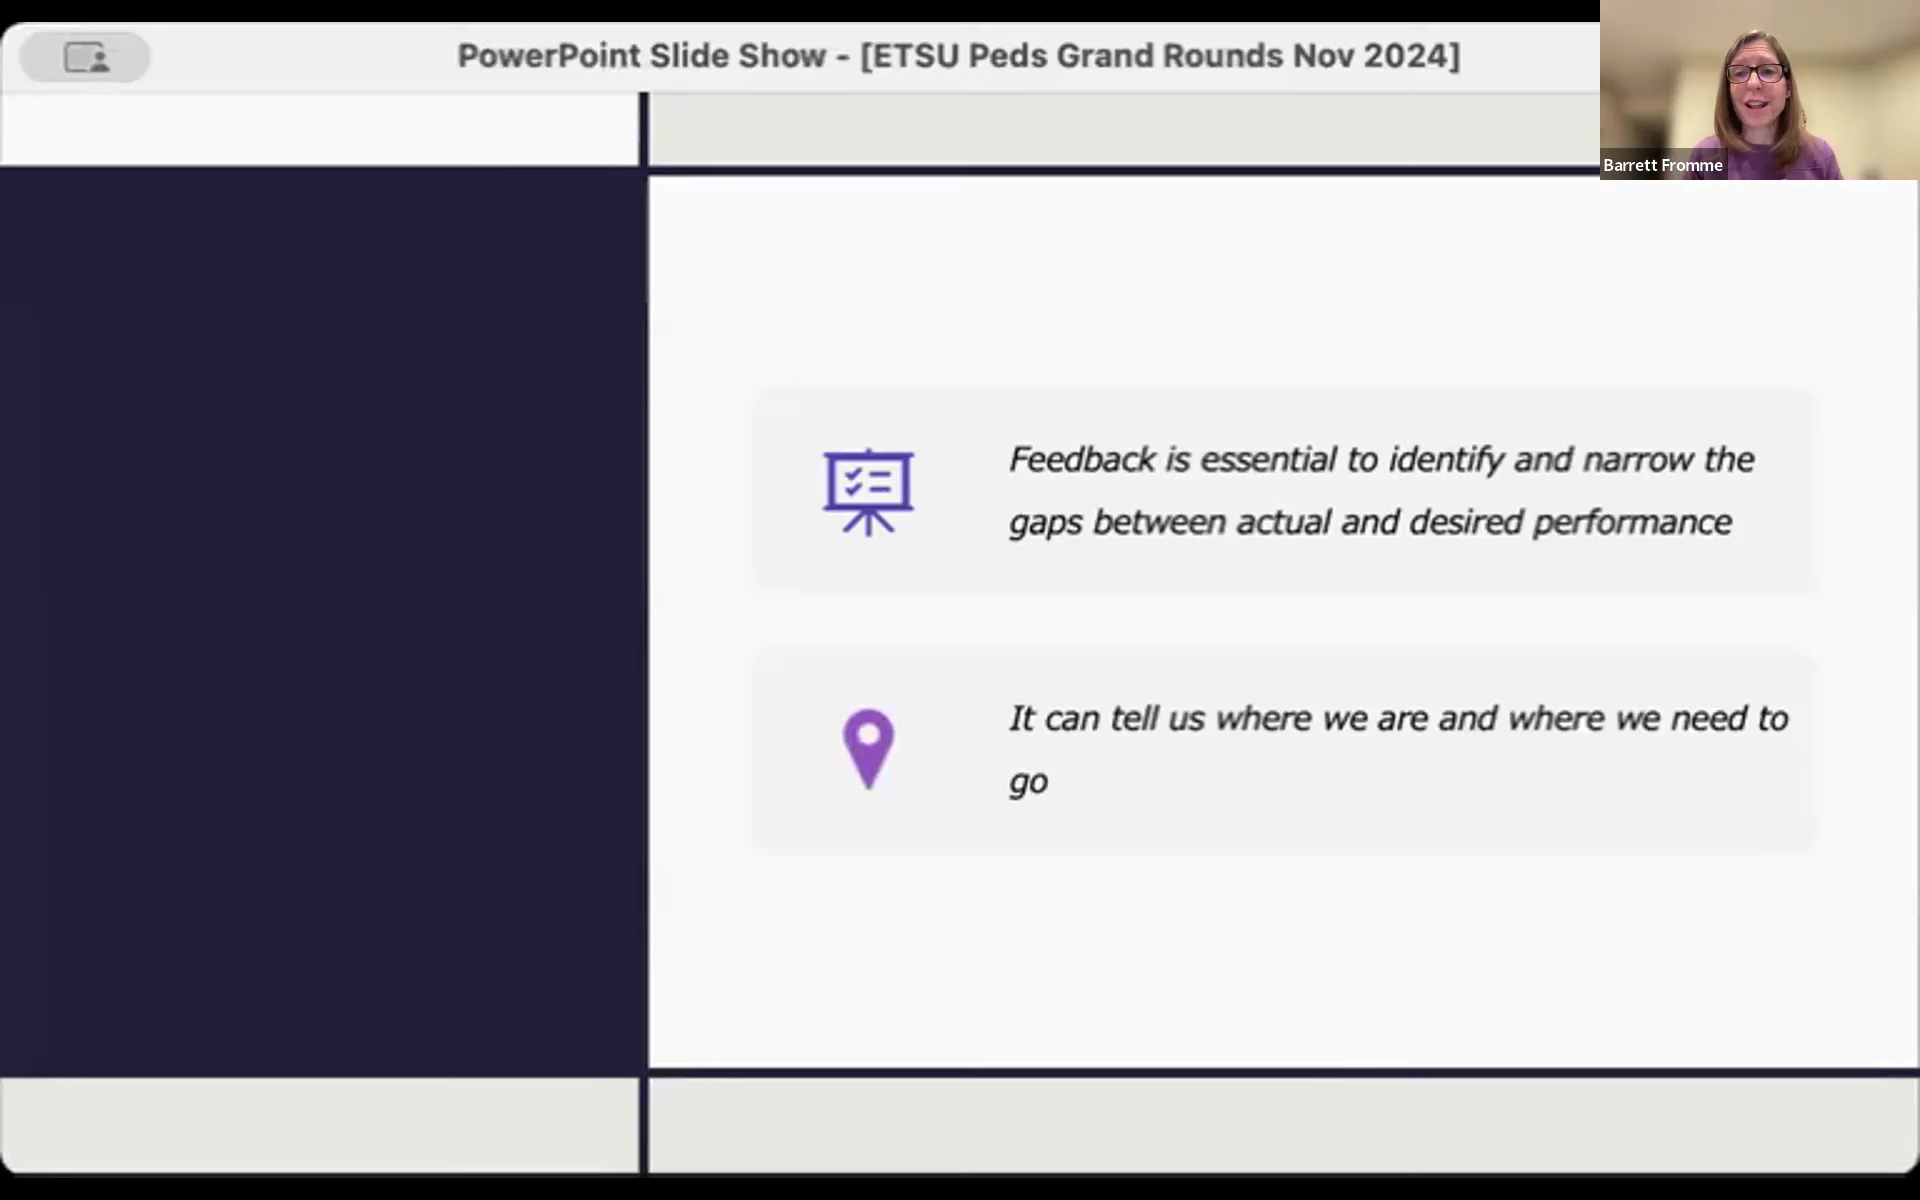 PowerPoint Slide Show - [ETSU Peds Grand Rounds Nov 2024]
Barrett Fromme
Feedback is essential to identify and narrow the
gaps between actual and desired performance
It can tell us where we are and where we need to
go